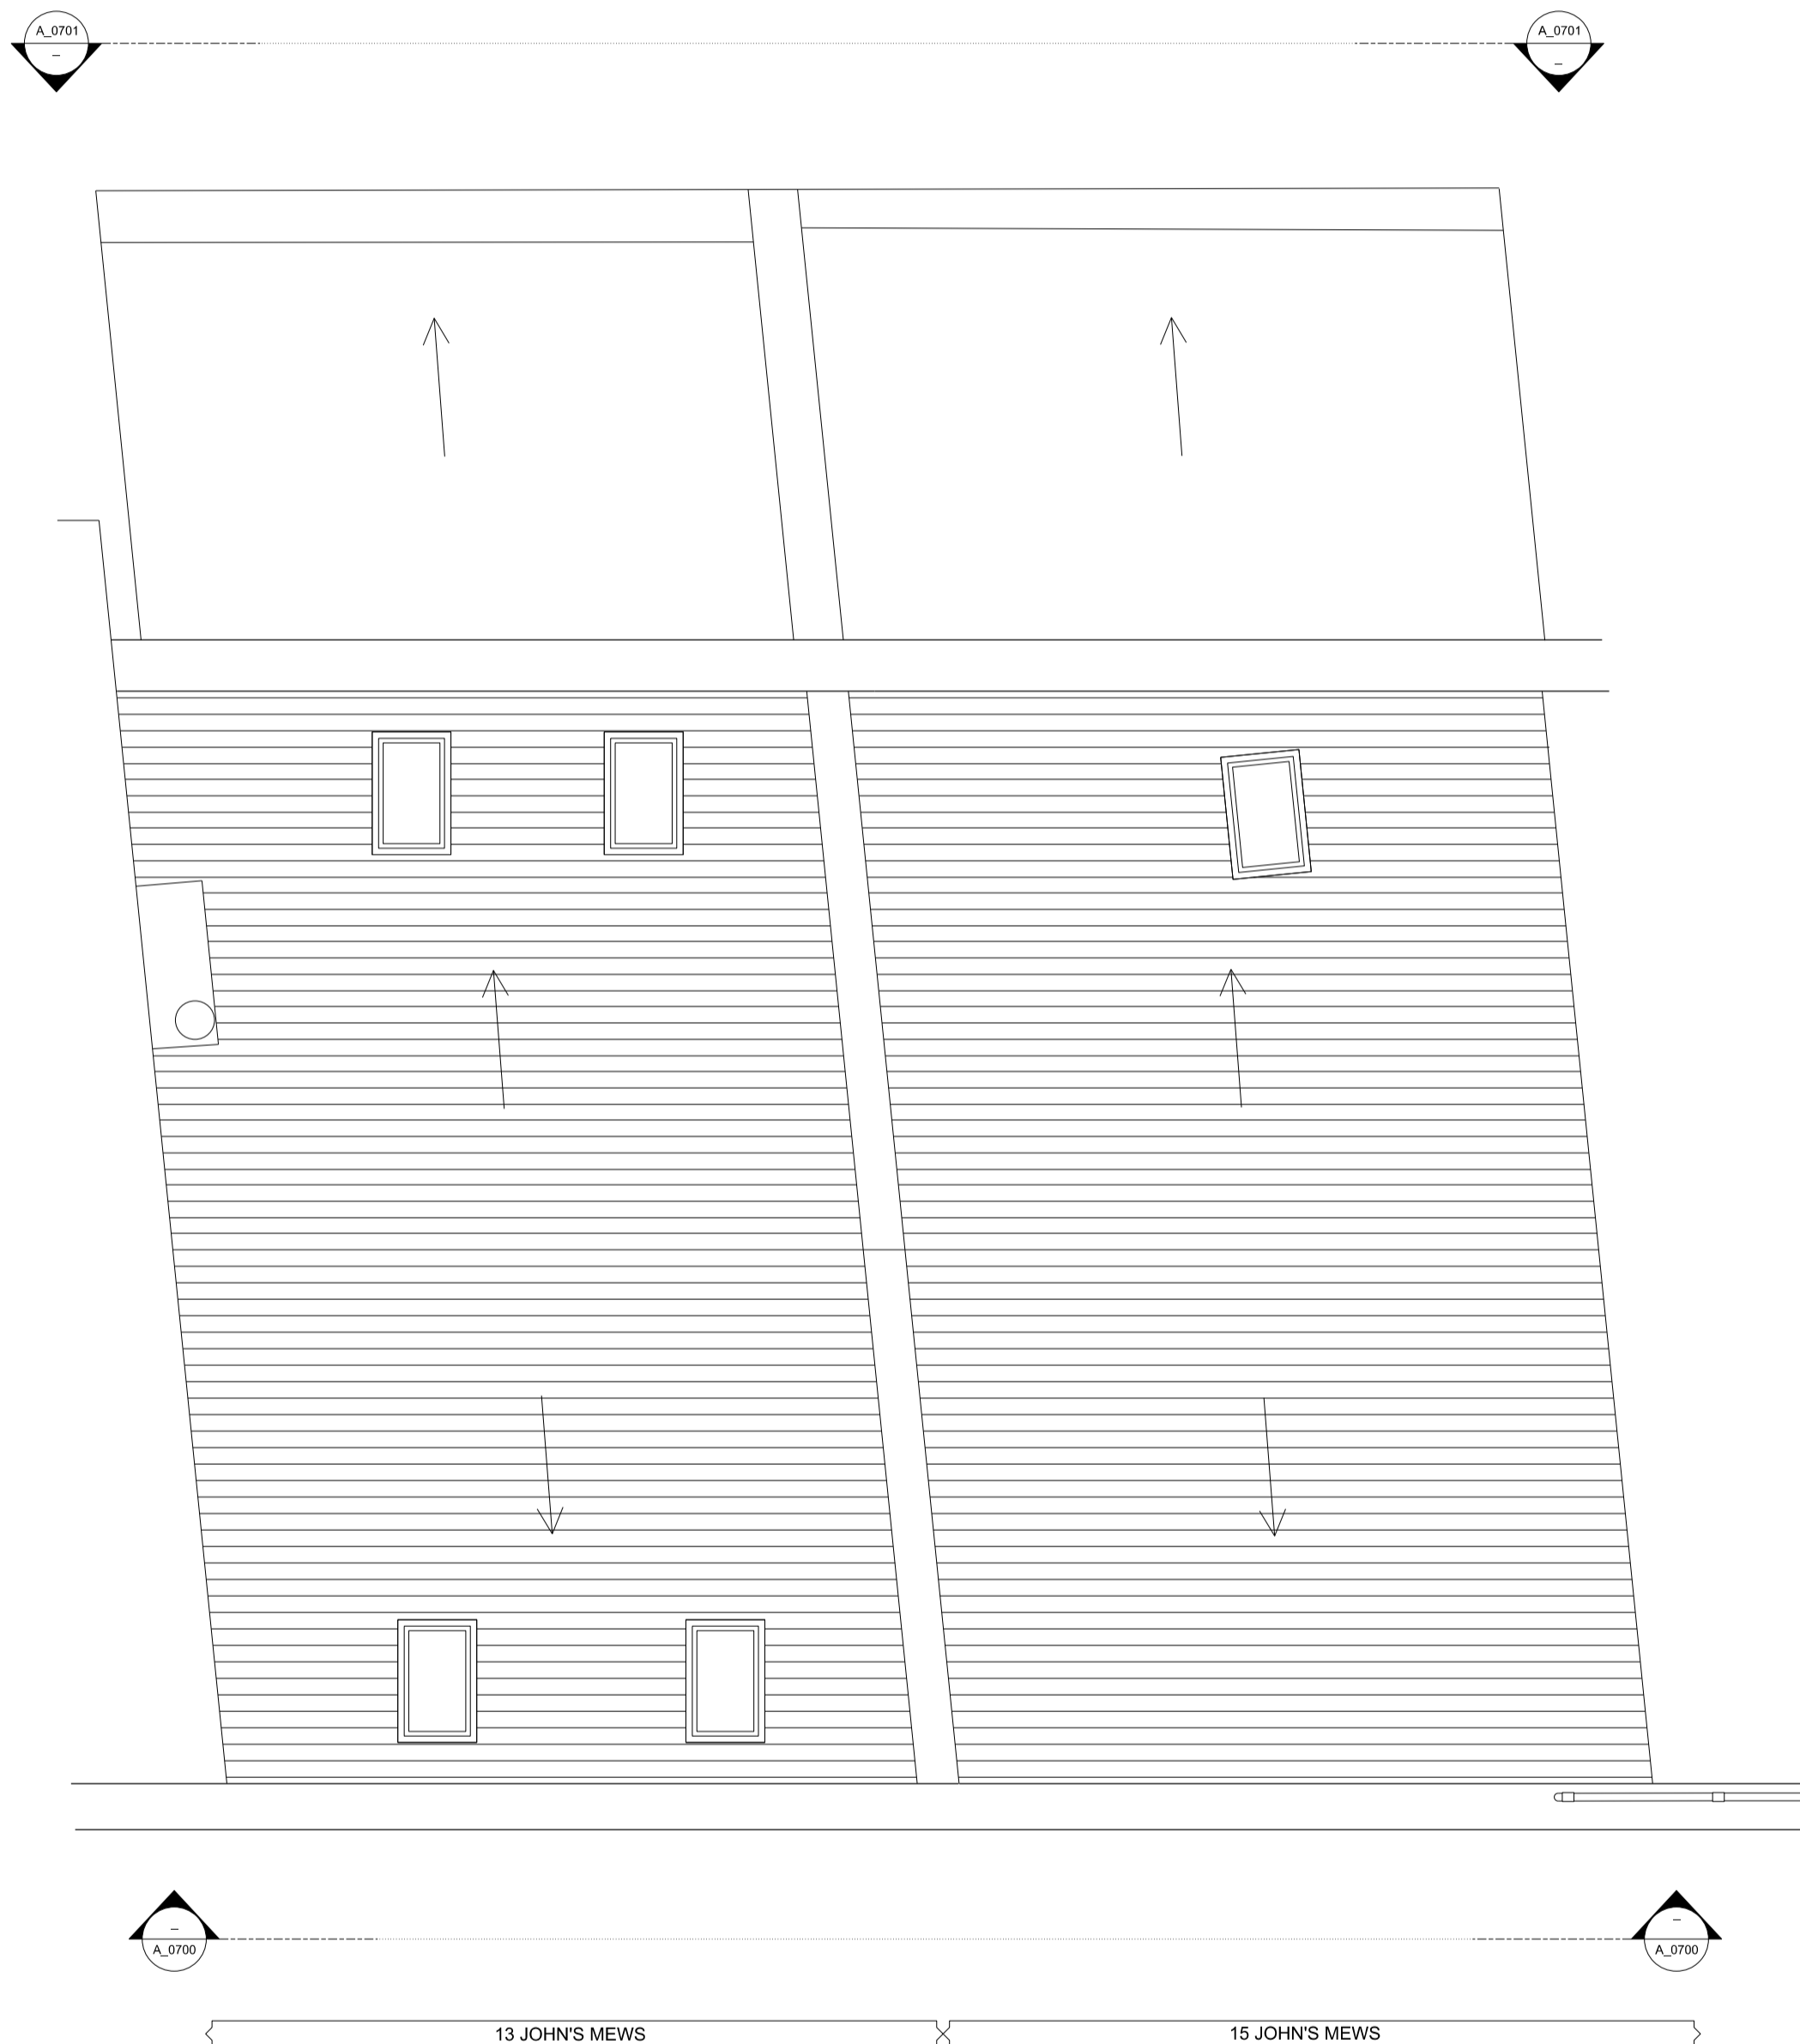 A_0701
–
A_0701
–
–
A_0700
–
A_0700
13 JOHN'S MEWS
15 JOHN'S MEWS